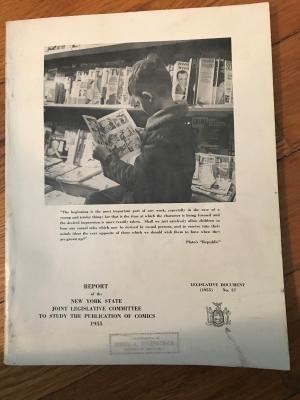 "The beginning is the most important part of any work, especially in the case of a
young and tender thing; for that is the time at which the character is being formed and
the desired impression is more readily taken. Shall we just carelessly allow children to
hear any casual tales which may be devised by casual persons, and to receive into their
minds ideas the very opposite of those which we should wish them to have when they
are grown up?"
Plato's "Republic"
REPORT
of the
NEW YORK STATE
JOINT LEGISLATIVE COMMITTEE
TO STUDY THE PUBLICATION OF COMICS
1955
LEGISLATIVE DOCUMENT
(1955) No. 37